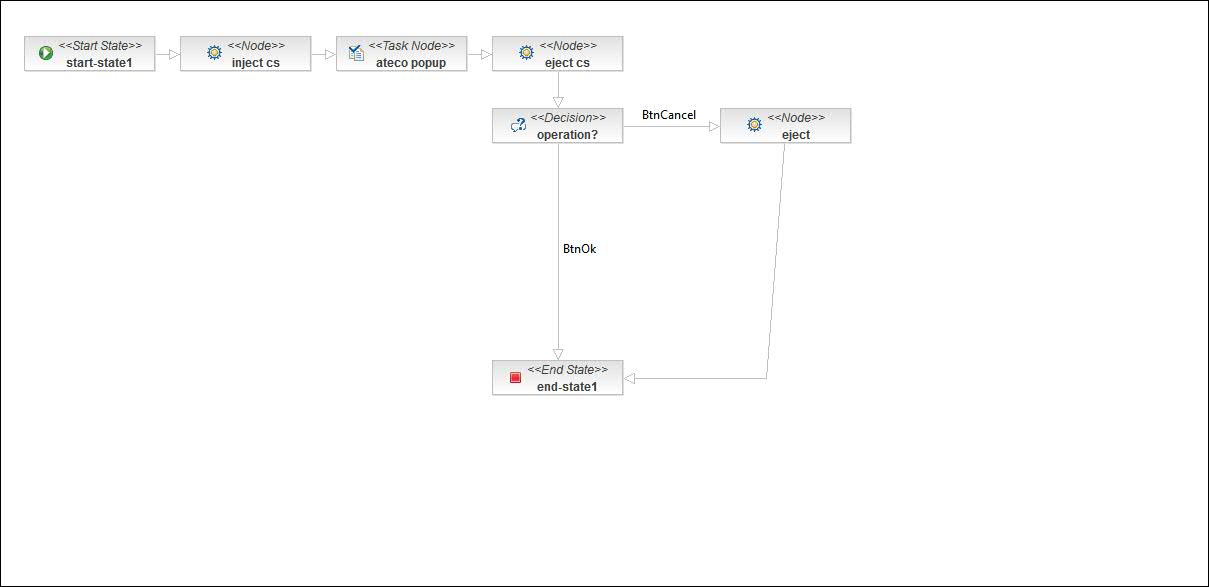 <<Start State>>
start-state1
<<Node>>
inject cs
<<Task Node>>
ateco popup
<<Node>>
eject cs
<<Decision>>
operation?
BtnCancel
<<Node>>
eject
BtnOk
<<End State>>
end-state1